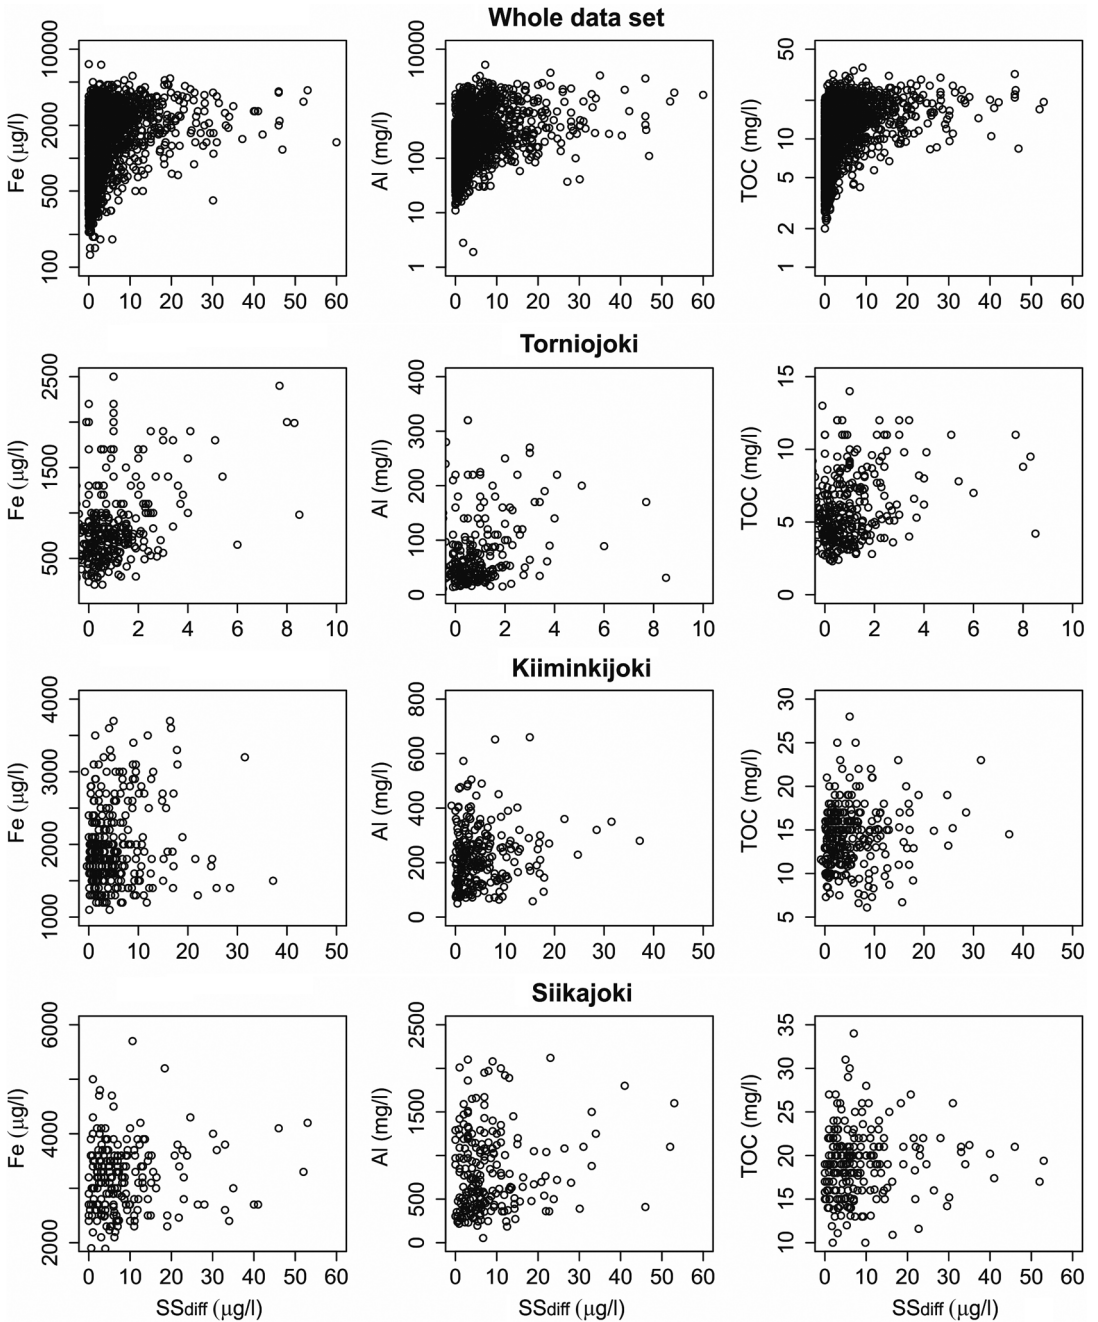 Whole data set
Fe (µg/l)
10000
2000
500
100
0 10 20 30 40 50 60
Al (mg/l)
10000
100
10
1
0 10 20 30 40 50 60
TOC (mg/l)
50
10
5
2
1
0 10 20 30 40 50 60
Torniojoki
Fe (µg/l)
2500
1500
500
0 2 4 6 8 10
Al (mg/l)
400
300
200
100
0
0 2 4 6 8 10
TOC (mg/l)
15
10
5
0
0 2 4 6 8 10
Kiiminkijoki
Fe (µg/l)
4000
3000
2000
1000
0 10 20 30 40 50
Al (mg/l)
800
600
400
200
0
0 10 20 30 40 50
TOC (mg/l)
30
25
20
15
10
5
0 10 20 30 40 50
Siikajoki
Fe (µg/l)
6000
4000
2000
0 10 20 30 40 50 60
SSdiff (µg/l)
Al (mg/l)
2500
1500
500
0
0 10 20 30 40 50 60
SSdiff (µg/l)
TOC (mg/l)
35
30
25
20
15
10
0 10 20 30 40 50 60
SSdiff (µg/l)